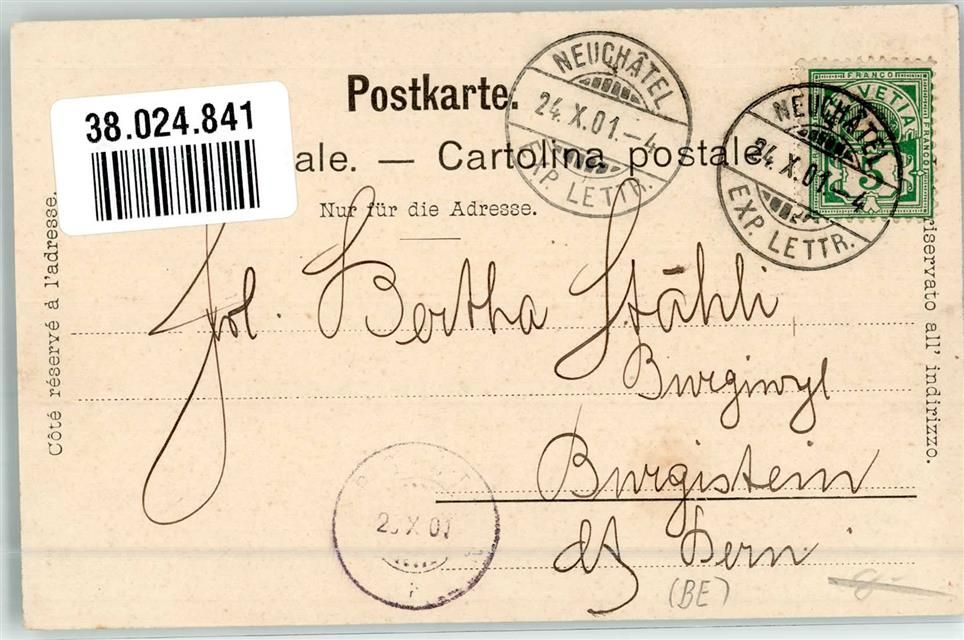 38.024.841
Postkarte.
ale. — Cartolina postale.
Nur für die Adresse.
Côté réservé à l'adresse.
riservato all' indirizzo.
NEUCHÂTEL
24.X.01.-4
EXP. LETTR.
NEUCHÂTEL
24.X.01.-4
EXP. LETTR.
FRANCO
HELVETIA
FRANCO
5
Frl. Bertha Stähli
Burgiwyl
Burgistein
Bern
(BE)
X 01